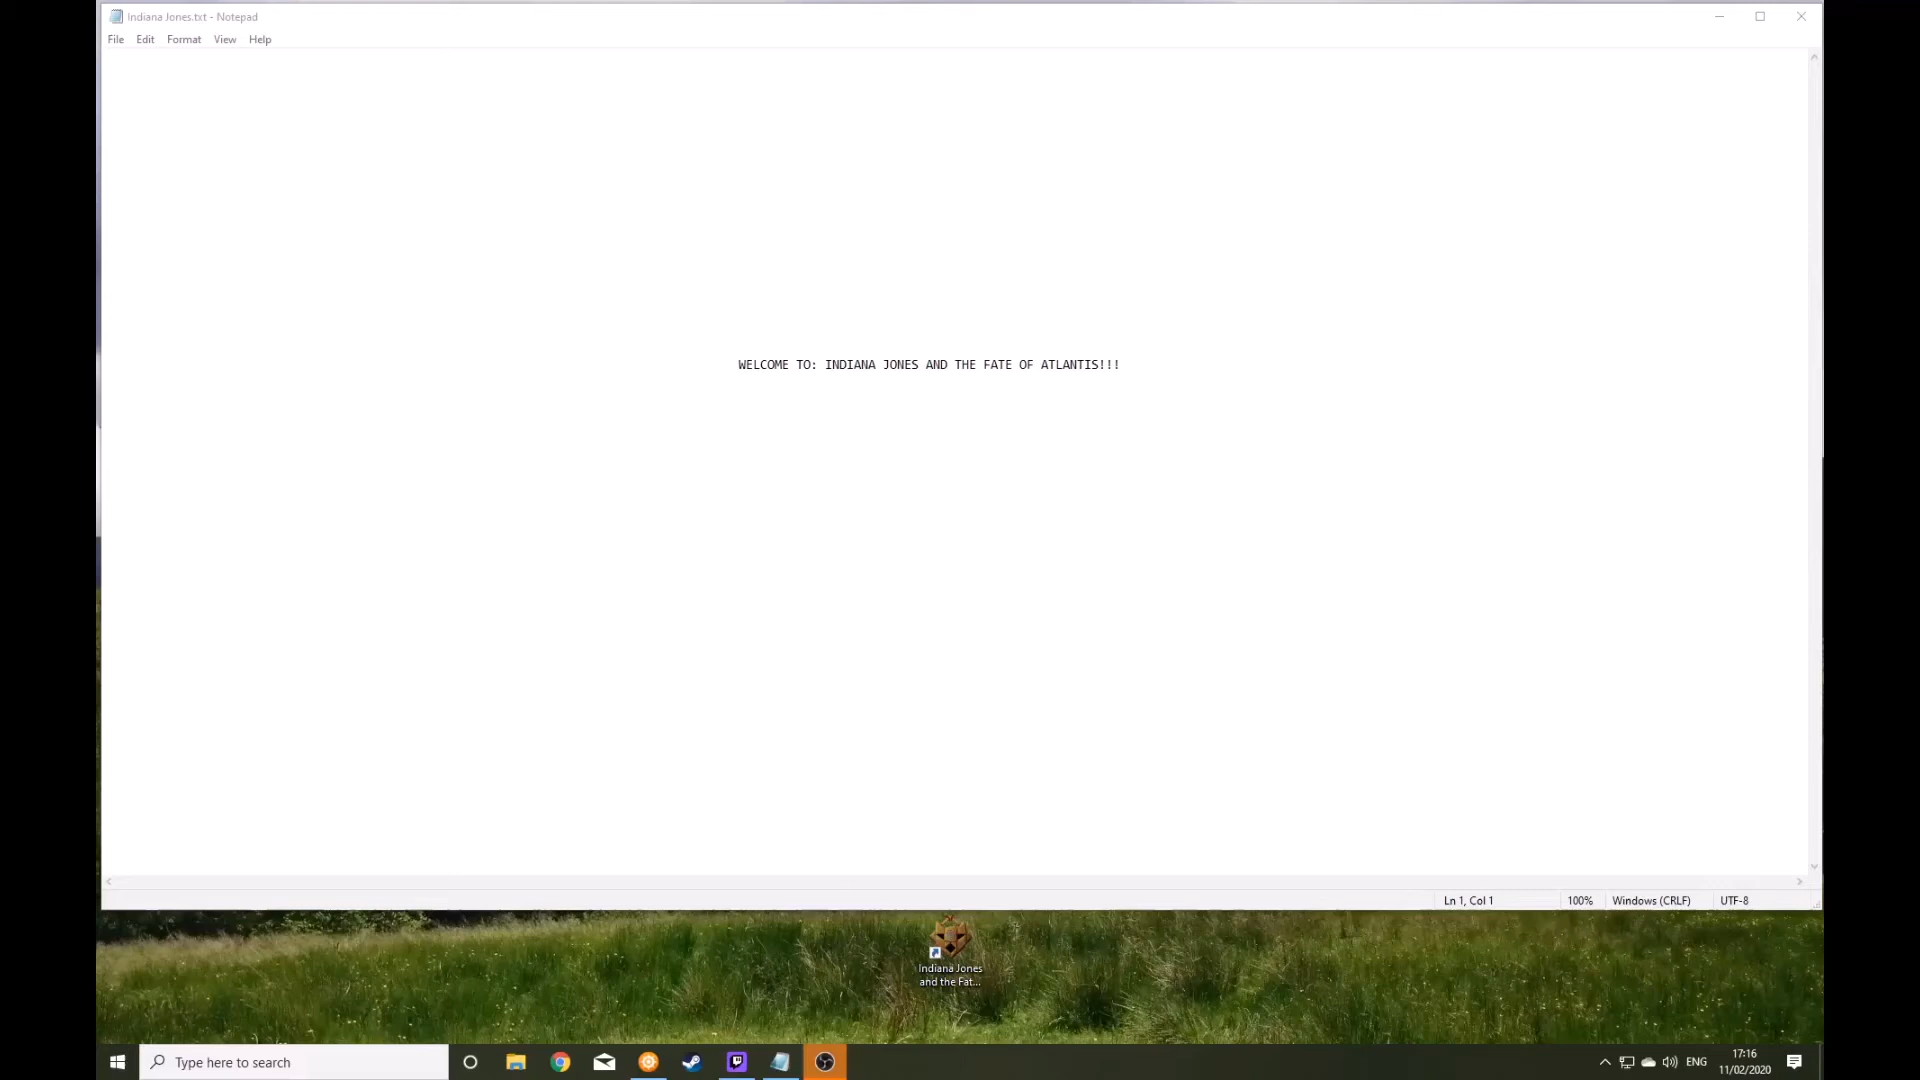 Indiana Jones.txt - Notepad
File Edit Format View Help
WELCOME TO: INDIANA JONES AND THE FATE OF ATLANTIS!!!
Ln 1, Col 1 100% Windows (CRLF) UTF-8
Indiana Jones
and the Fat...
Type here to search
ENG
17:16
11/02/2020